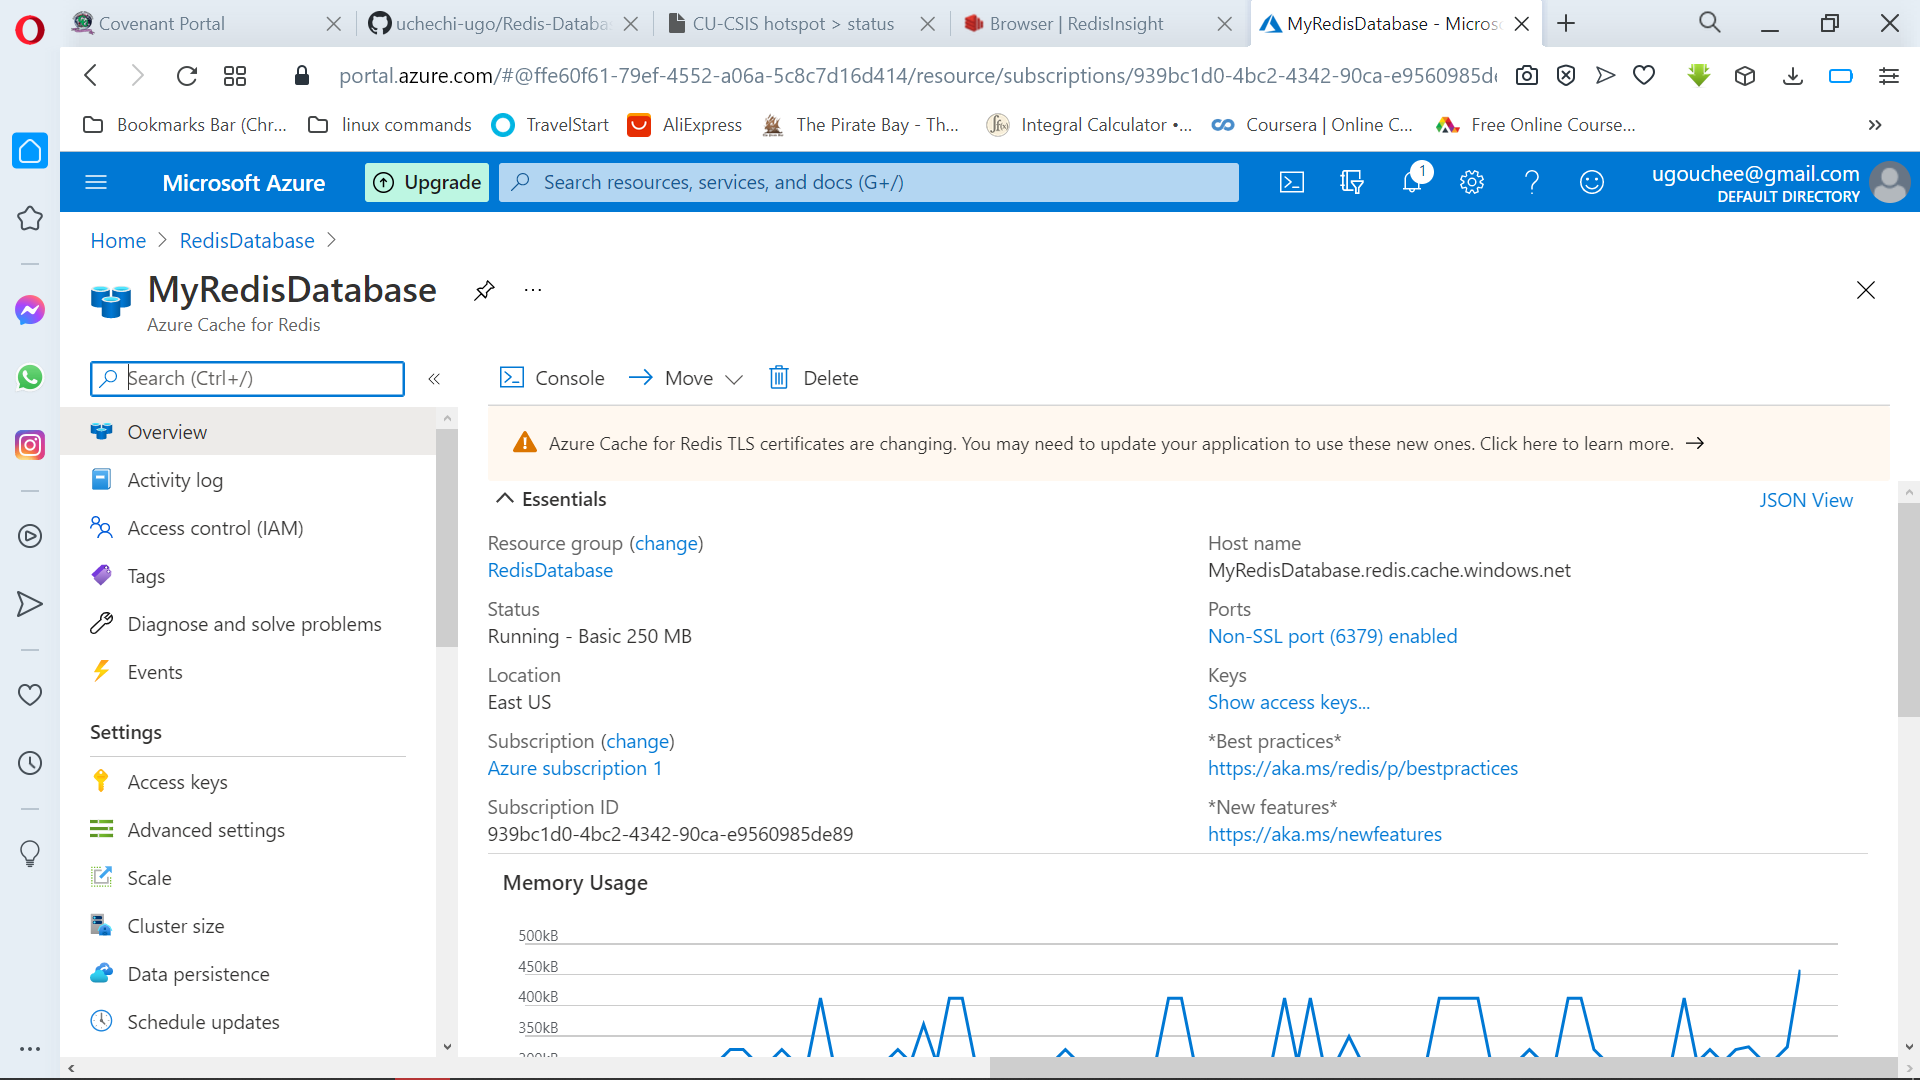 Covenant Portal
uchechi-ugo/Redis-Databa
CU-CSIS hotspot > status
Browser | RedisInsight
MyRedisDatabase - Micros
portal.azure.com/#@ffe60f61-79ef-4552-a06a-5c8c7d16d414/resource/subscriptions/939bc1d0-4bc2-4342-90ca-e9560985de
Bookmarks Bar (Chr...
linux commands
TravelStart
AliExpress
The Pirate Bay - Th...
Integral Calculator •...
Coursera | Online C...
Free Online Course...
Microsoft Azure
Upgrade
Search resources, services, and docs (G+/)
1
ugouchee@gmail.com
DEFAULT DIRECTORY
Home > RedisDatabase >
MyRedisDatabase
Azure Cache for Redis
Search (Ctrl+/)
Console
Move
Delete
Overview
Activity log
Access control (IAM)
Tags
Diagnose and solve problems
Events
Settings
Access keys
Advanced settings
Scale
Cluster size
Data persistence
Schedule updates
Azure Cache for Redis TLS certificates are changing. You may need to update your application to use these new ones. Click here to learn more. →
Essentials
JSON View
Resource group (change)
RedisDatabase
Status
Running - Basic 250 MB
Location
East US
Subscription (change)
Azure subscription 1
Subscription ID
939bc1d0-4bc2-4342-90ca-e9560985de89
Host name
MyRedisDatabase.redis.cache.windows.net
Ports
Non-SSL port (6379) enabled
Keys
Show access keys...
*Best practices*
https://aka.ms/redis/p/bestpractices
*New features*
https://aka.ms/newfeatures
Memory Usage
500kB
450kB
400kB
350kB
300kB